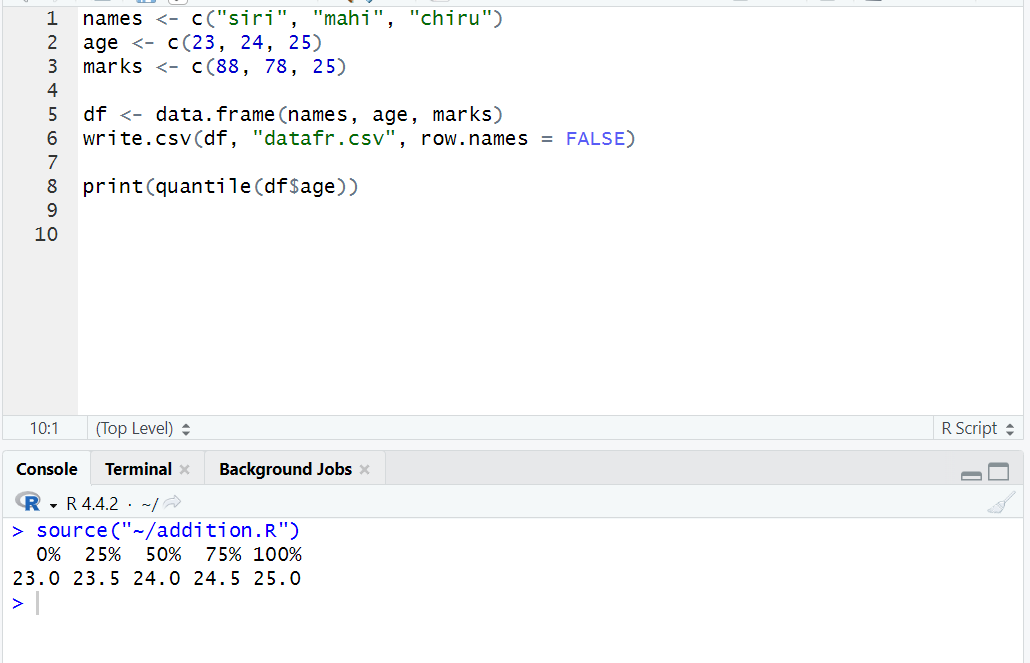 1 names <- c("siri", "mahi", "chiru")
2 age <- c(23, 24, 25)
3 marks <- c(88, 78, 25)
4
5 df <- data.frame(names, age, marks)
6 write.csv(df, "datafr.csv", row.names = FALSE)
7
8 print(quantile(df$age))
9
10
10:1 (Top Level) R Script
Console Terminal Background Jobs
R R 4.4.2 · ~/
> source("~/addition.R")
0% 25% 50% 75% 100%
23.0 23.5 24.0 24.5 25.0
>